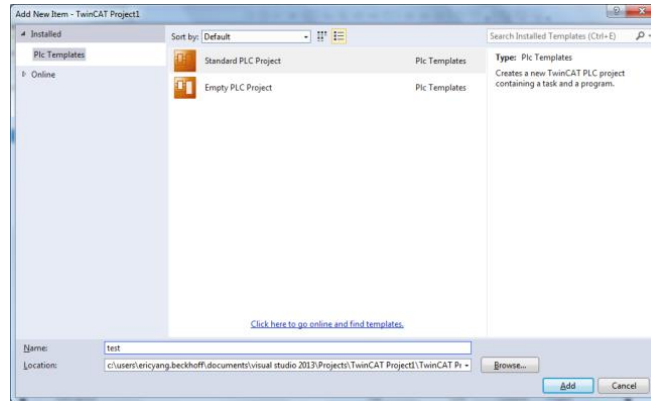 Add New Item - TwinCAT Project1
Installed
Sort by: Default
Search Installed Templates (Ctrl+E)
Plc Templates
Online
Standard PLC Project Plc Templates
Empty PLC Project Plc Templates
Type: Plc Templates
Creates a new TwinCAT PLC project
containing a task and a program.
Click here to go online and find templates.
Name: test
Location: c:\users\ericyang.beckhoff\documents\visual studio 2013\Projects\TwinCAT Project1\TwinCAT Pr
Browse...
Add Cancel